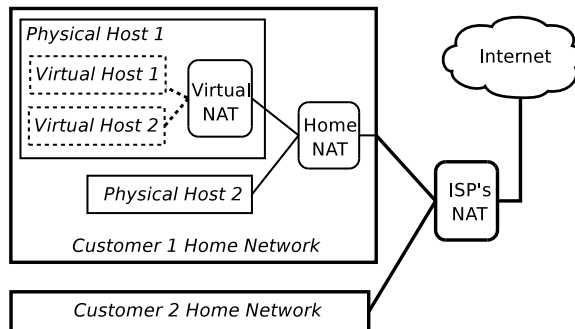 Physical Host 1
Internet
Virtual Host 1
Virtual
NAT
Virtual Host 2
Home
NAT
Physical Host 2
ISP's
NAT
Customer 1 Home Network
Customer 2 Home Network